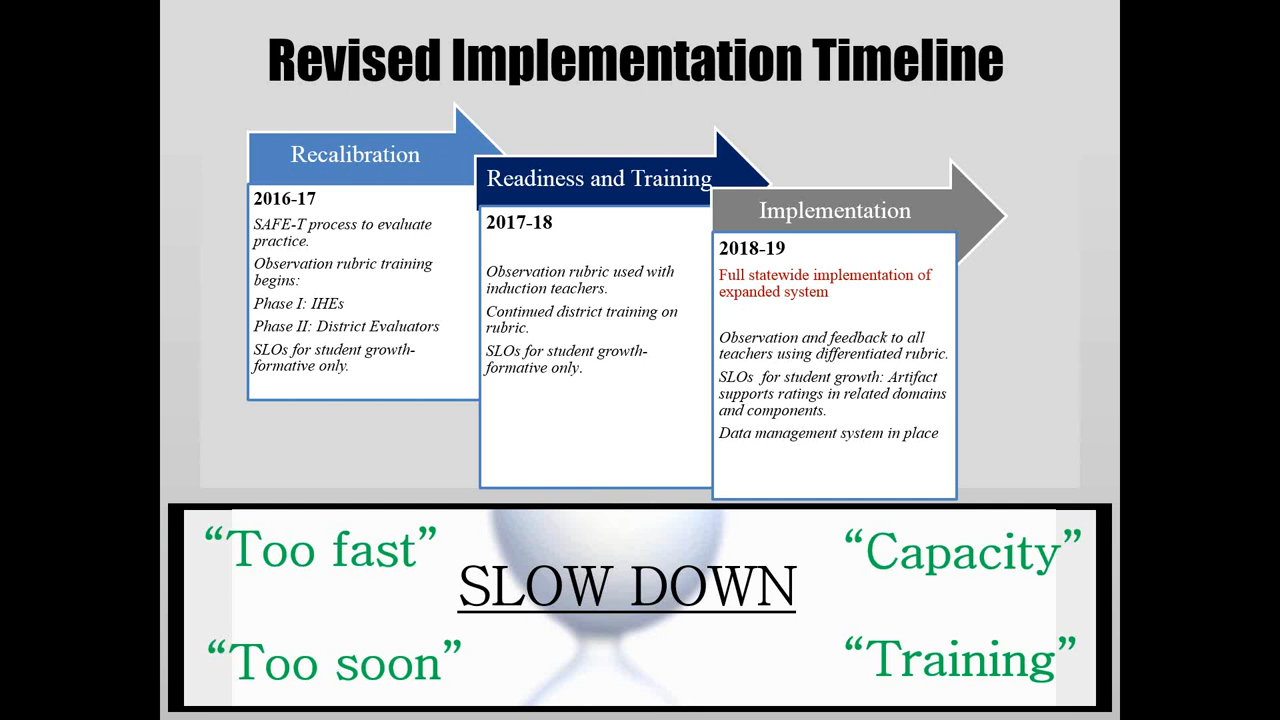 Revised Implementation Timeline
Recalibration
2016-17
SAFE-T process to evaluate
practice.
Observation rubric training
begins:
Phase I: IHEs
Phase II: District Evaluators
SLOs for student growth-
formative only.
Readiness and Training
2017-18
Observation rubric used with
induction teachers.
Continued district training on
rubric.
SLOs for student growth-
formative only.
Implementation
2018-19
Full statewide implementation of
expanded system
Observation and feedback to all
teachers using differentiated rubric.
SLOs  for student growth: Artifact
supports ratings in related domains
and components.
Data management system in place
“Too fast”
“Capacity”
SLOW DOWN
“Too soon”
“Training”